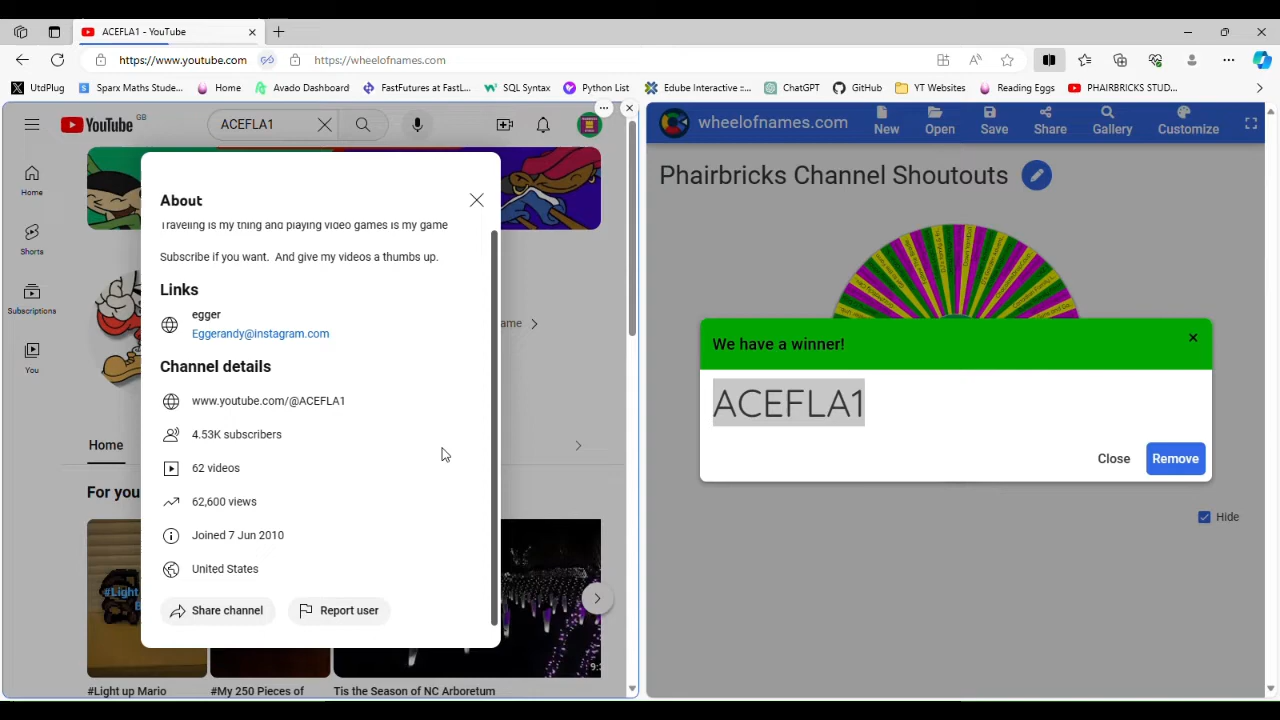 ACEFLA1 - YouTube
https://www.youtube.com
https://wheelofnames.com
UtdPlug
Sparx Maths Stude...
Home
Avado Dashboard
FastFutures at FastL...
SQL Syntax
Python List
Edube Interactive ::...
ChatGPT
GitHub
YT Websites
Reading Eggs
PHAIRBRICKS STUD...
YouTube GB
ACEFLA1
Home
Shorts
Subscriptions
You
About
Traveling is my thing and playing video games is my game
Subscribe if you want. And give my videos a thumbs up.
Links
egger
Eggerandy@instagram.com
Channel details
www.youtube.com/@ACEFLA1
4.53K subscribers
62 videos
62,600 views
Joined 7 Jun 2010
United States
Share channel
Report user
ame
Home
For you
#Light
9:
#Light up Mario
#My 250 Pieces of
Tis the Season of NC Arboretum
wheelofnames.com
New
Open
Save
Share
Gallery
Customize
Phairbricks Channel Shoutouts
We have a winner!
ACEFLA1
Close
Remove
Hide